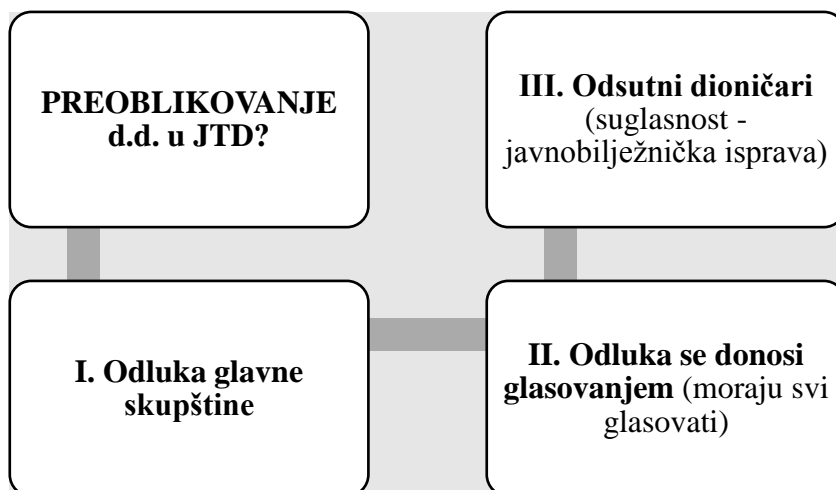 PREOBLIKOVANJE
d.d. u JTD?
I. Odluka glavne
skupštine
II. Odluka se donosi
glasovanjem (moraju svi
glasovati)
III. Odsutni dioničari
(suglasnost -
javnobilježnička isprava)